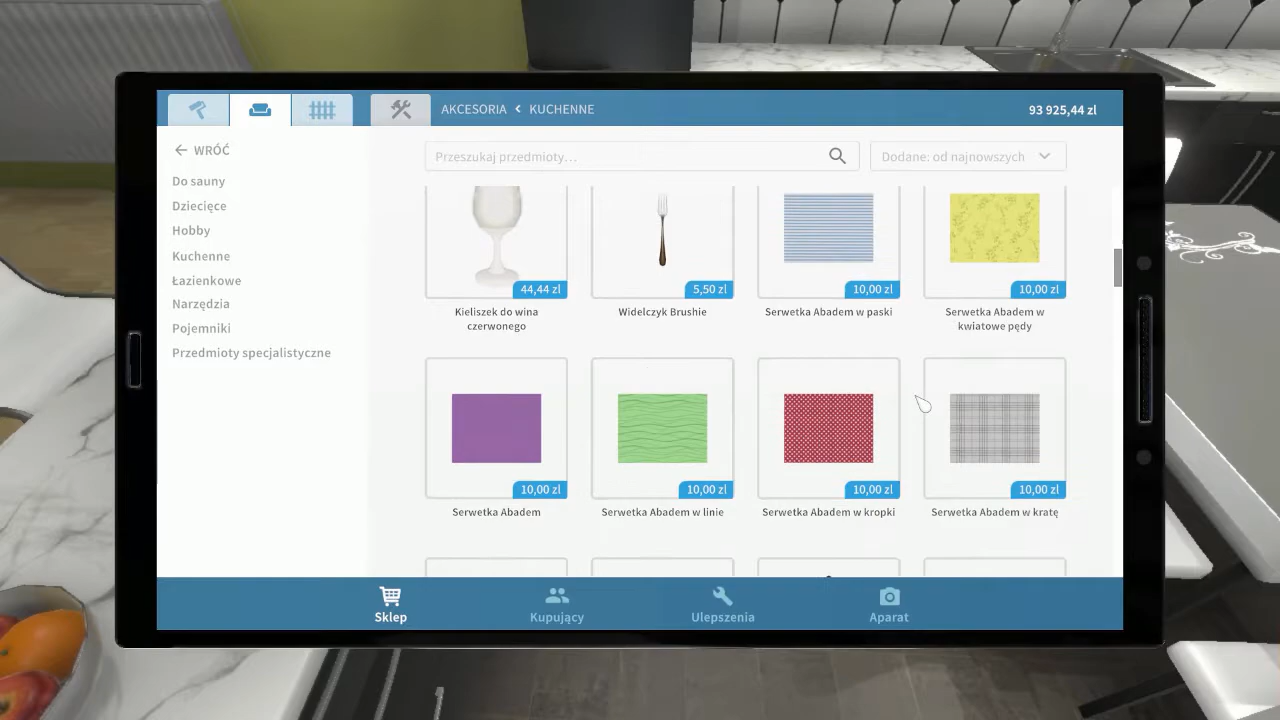 AKCESORIA < KUCHENNE
93 925,44 zl
WRÓĆ
Do sauny
Dziecięce
Hobby
Kuchenne
Łazienkowe
Narzędzia
Pojemniki
Przedmioty specjalistyczne
Przeszukaj przedmioty...
Dodane: od najnowszych
44,44 zl
5,50 zl
10,00 zl
10,00 zl
Kieliszek do wina
czerwonego
Widelczyk Brushie
Serwetka Abadem w paski
Serwetka Abadem w
kwiatowe pędy
10,00 zl
10,00 zl
10,00 zl
10,00 zl
Serwetka Abadem
Serwetka Abadem w linie
Serwetka Abadem w kropki
Serwetka Abadem w kratę
Sklep
Kupujący
Ulepszenia
Aparat